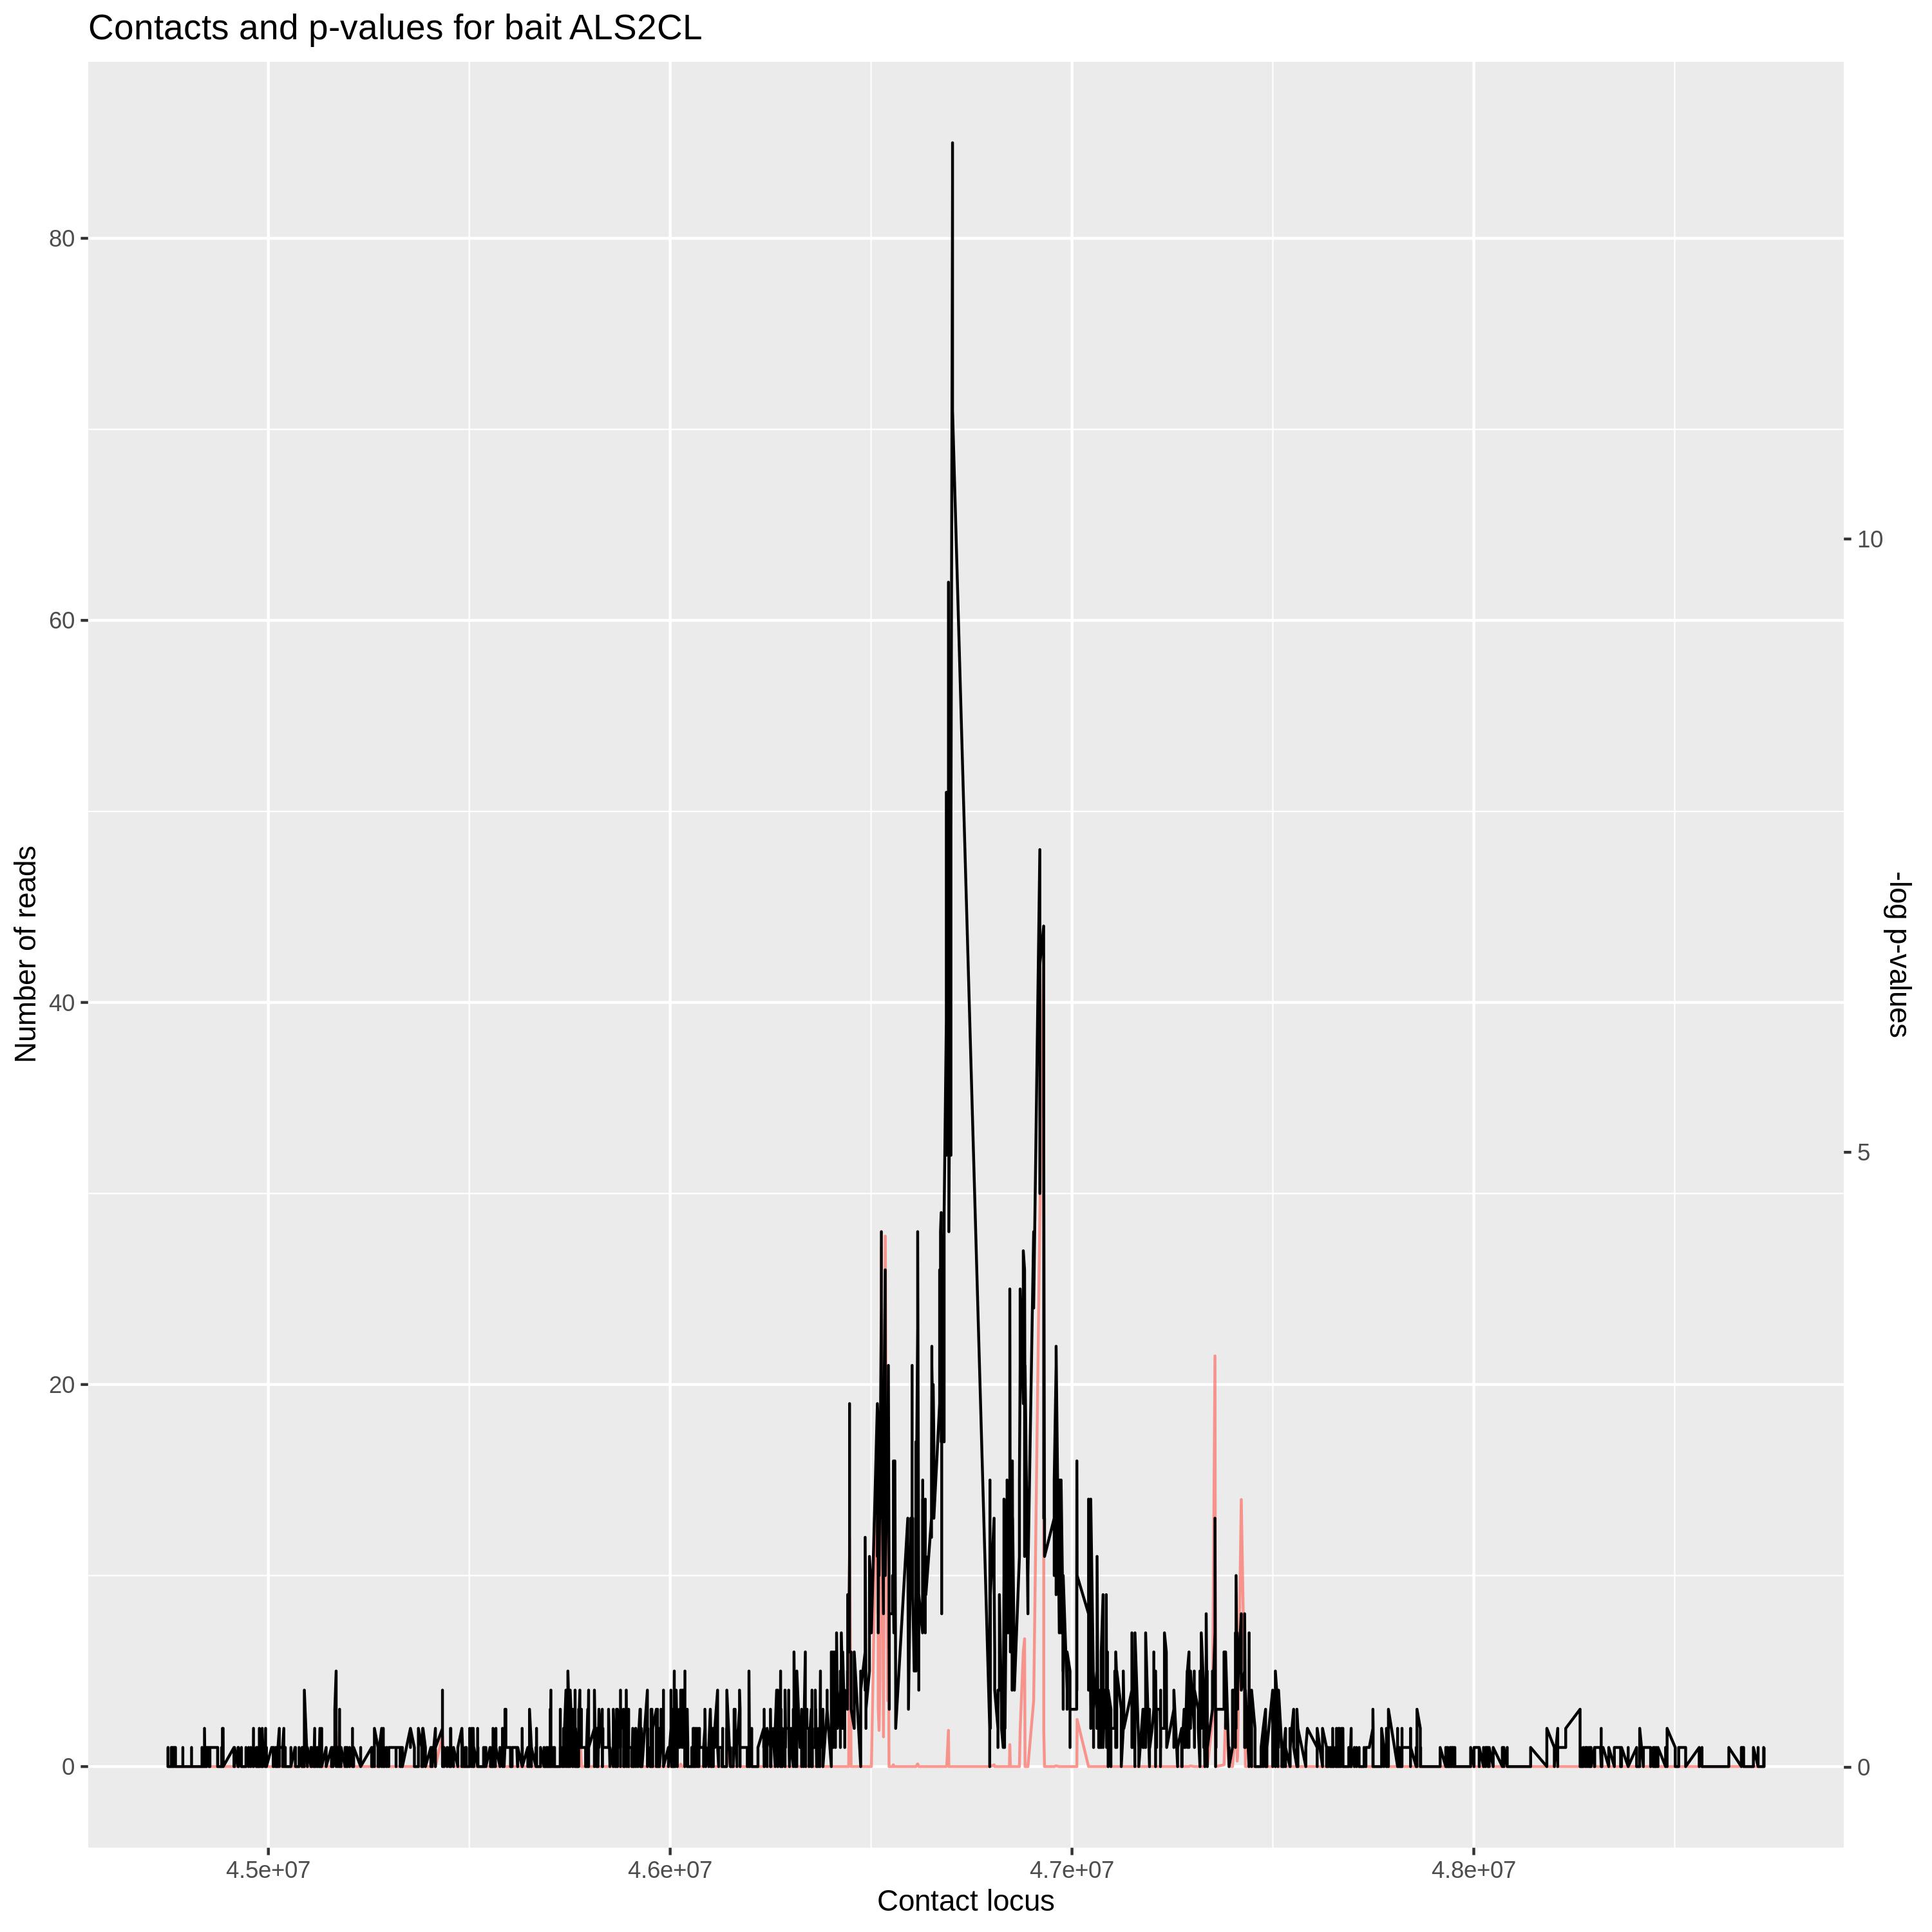 Contacts and p-values for bait ALS2CL
Number of reads
80
60
40
20
0
10
5
0
-log p-values
4.5e+07
4.6e+07
4.7e+07
4.8e+07
Contact locus